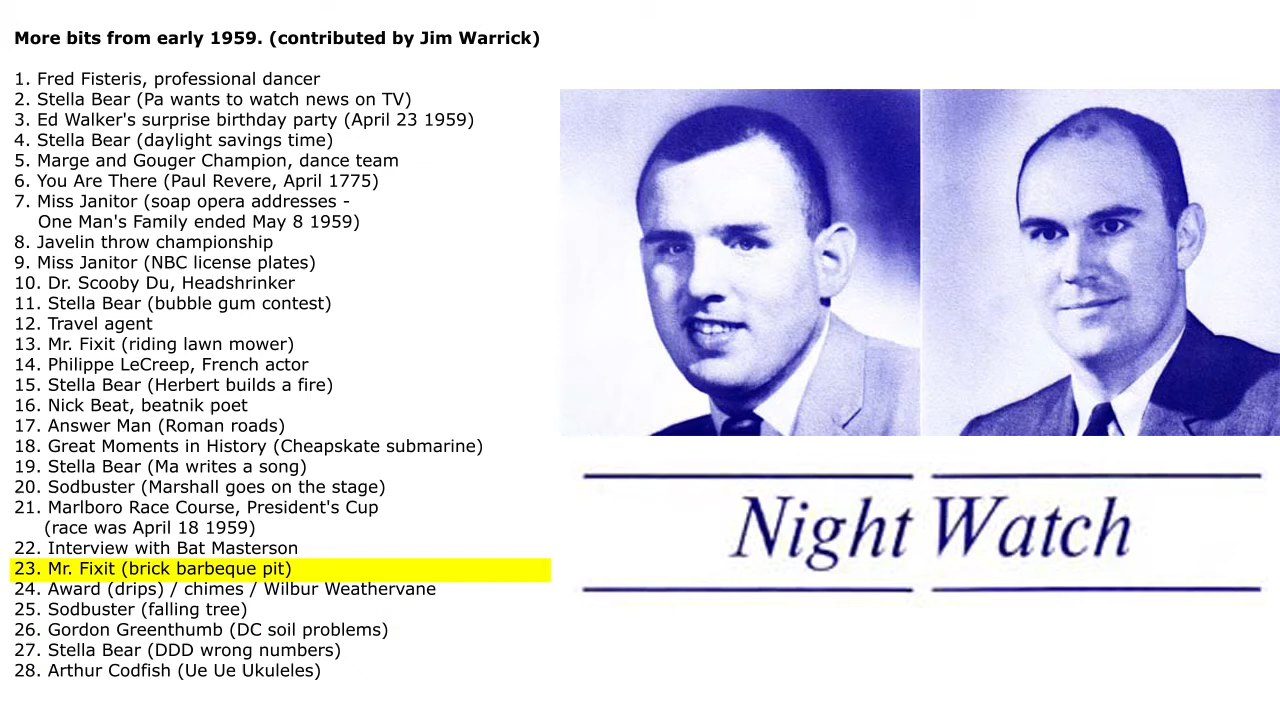 More bits from early 1959. (contributed by Jim Warrick)
1. Fred Fisteris, professional dancer
2. Stella Bear (Pa wants to watch news on TV)
3. Ed Walker's surprise birthday party (April 23 1959)
4. Stella Bear (daylight savings time)
5. Marge and Gouger Champion, dance team
6. You Are There (Paul Revere, April 1775)
7. Miss Janitor (soap opera addresses -
One Man's Family ended May 8 1959)
8. Javelin throw championship
9. Miss Janitor (NBC license plates)
10. Dr. Scooby Du, Headshrinker
11. Stella Bear (bubble gum contest)
12. Travel agent
13. Mr. Fixit (riding lawn mower)
14. Philippe LeCreep, French actor
15. Stella Bear (Herbert builds a fire)
16. Nick Beat, beatnik poet
17. Answer Man (Roman roads)
18. Great Moments in History (Cheapskate submarine)
19. Stella Bear (Ma writes a song)
20. Sodbuster (Marshall goes on the stage)
21. Marlboro Race Course, President's Cup
(race was April 18 1959)
22. Interview with Bat Masterson
23. Mr. Fixit (brick barbeque pit)
24. Award (drips) / chimes / Wilbur Weathervane
25. Sodbuster (falling tree)
26. Gordon Greenthumb (DC soil problems)
27. Stella Bear (DDD wrong numbers)
28. Arthur Codfish (Ue Ue Ukuleles)
Night Watch